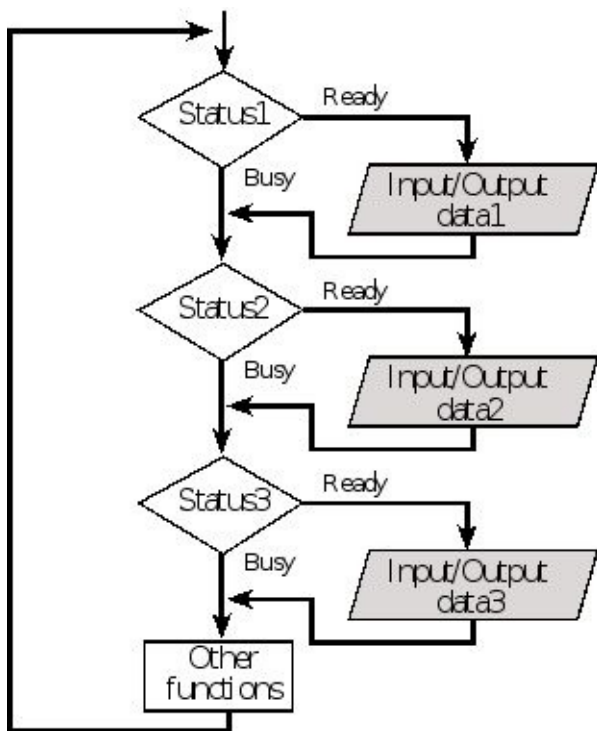 Status1
Ready
Busy
Input/Output
data1
Status2
Ready
Busy
Input/Output
data2
Status3
Ready
Busy
Input/Output
data3
Other
functions